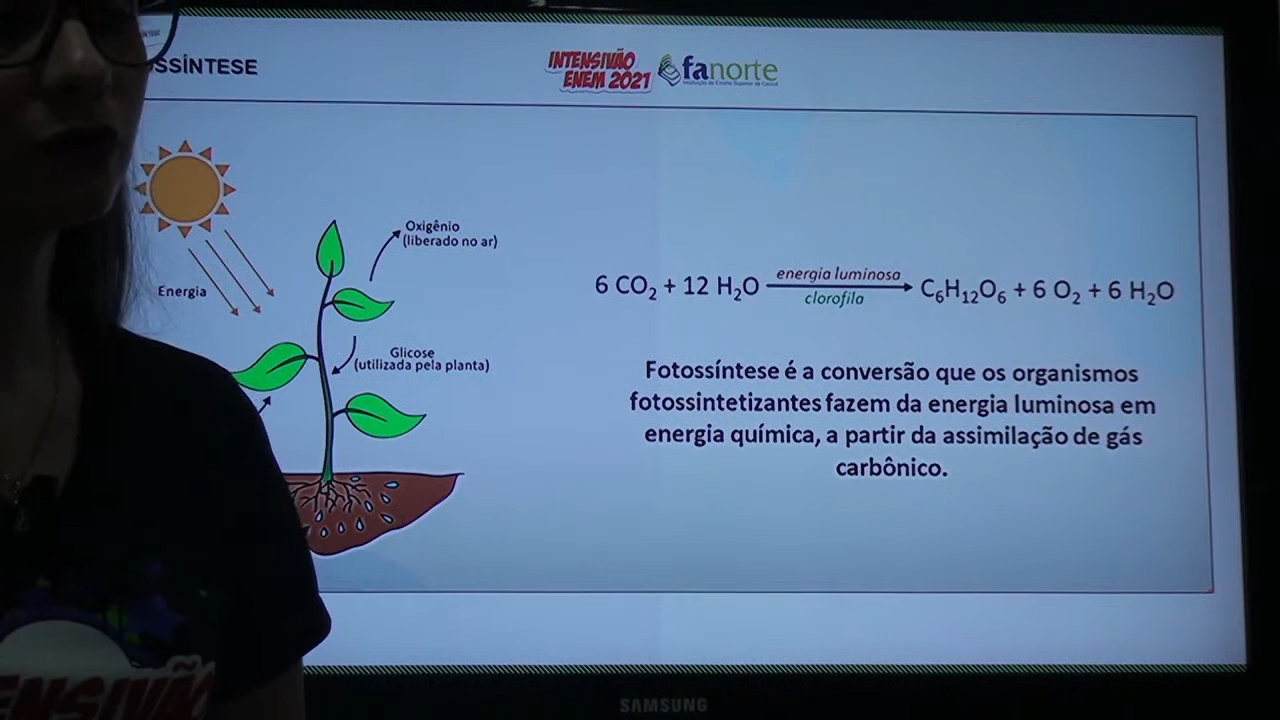 OSSÍNTESE
INTENSIVÃO
ENEM 2021
fanorte
Oxigênio
(liberado no ar)
Energia
Glicose
(utilizada pela planta)
6 CO₂ + 12 H₂O energia luminosa clorofila C₆H₁₂O₆ + 6 O₂ + 6 H₂O
Fotossíntese é a conversão que os organismos
fotossintetizantes fazem da energia luminosa em
energia química, a partir da assimilação de gás
carbônico.
ENSIVÃO
SAMSUNG